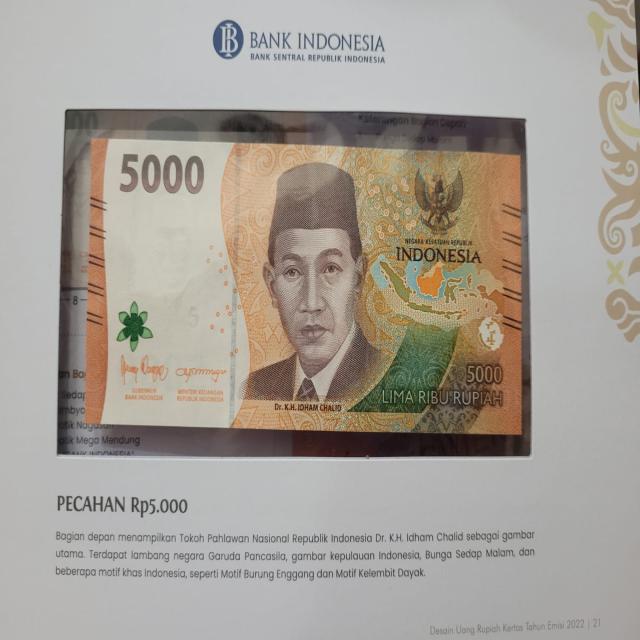 BANK INDONESIA
BANK SENTRAL REPUBLIK INDONESIA
5000
NEGARA KESATUAN REPUBLIK
INDONESIA
8
GUBERNUR
BANK INDONESIA
MENTERI KEUANGAN
REPUBLIK INDONESIA
Dr. K.H. IDHAM CHALID
5000
LIMA RIBU RUPIAH
Mega Mendung
PECAHAN Rp5.000
Bagian depan menampilkan Tokoh Pahlawan Nasional Republik Indonesia Dr. K.H. Idham Chalid sebagai gambar
utama. Terdapat lambang negara Garuda Pancasila, gambar kepulauan Indonesia, Bunga Sedap Malam, dan
beberapa motif khas Indonesia, seperti Motif Burung Enggang dan Motif Kelembit Dayak.
Desain Uang Rupiah Kertas Tahun Emisi 2022 | 21